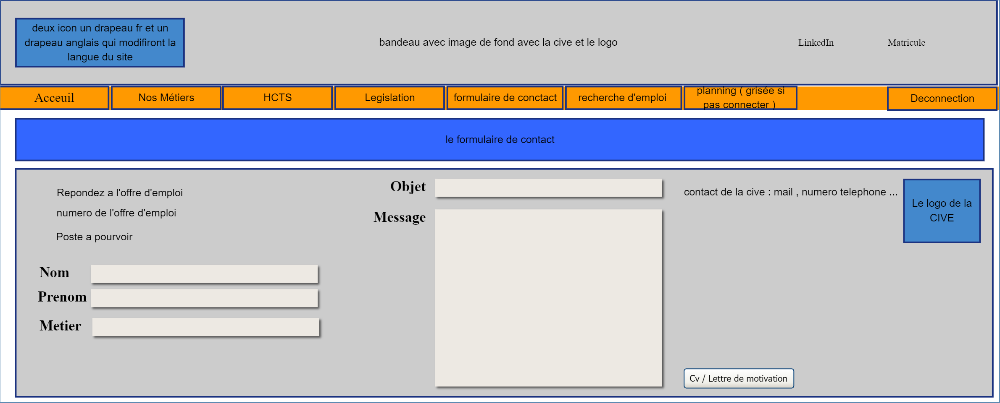 deux icon un drapeau fr et un
drapeau anglais qui modifiront la
langue du site
bandeau avec image de fond avec la cive et le logo
LinkedIn
Matricule
Acceuil
Nos Métiers
HCTS
Legislation
formulaire de conctact
recherche d'emploi
planning ( grisée si
pas connecter )
Deconnection
le formulaire de contact
Repondez a l'offre d'emploi
numero de l'offre d'emploi
Poste a pourvoir
Nom
Prenom
Metier
Objet
Message
contact de la cive : mail , numero telephone ...
Le logo de la
CIVE
Cv / Lettre de motivation